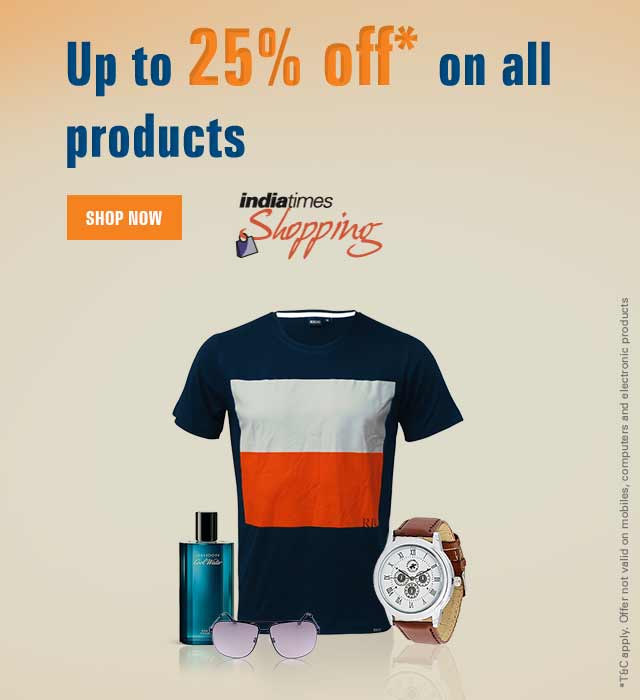 Up to 25% off* on all
products
SHOP NOW
indiatimes
Shopping
RB
DAVIDOFF
Cool Water
*T&C apply. Offer not valid on mobiles, computers and electronic products